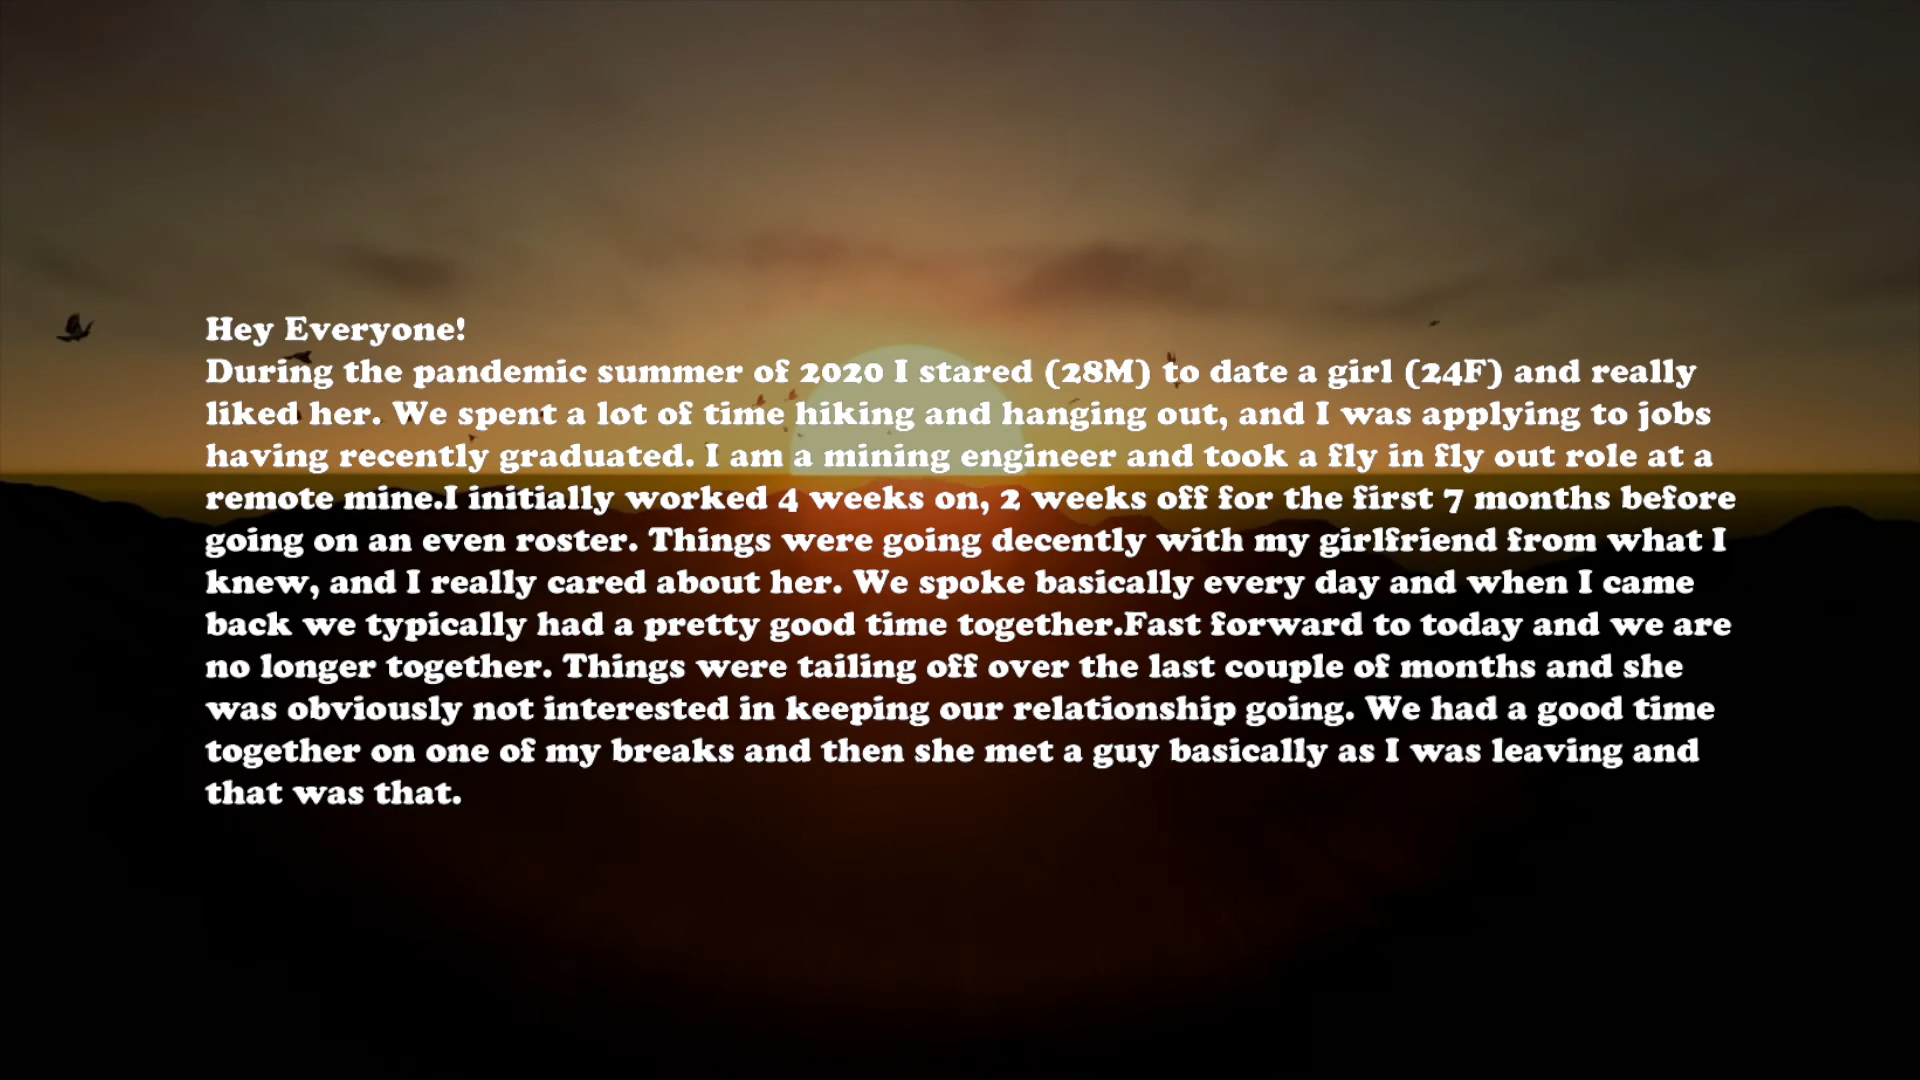 Hey Everyone!
During the pandemic summer of 2020 I stared (28M) to date a girl (24F) and really
liked her. We spent a lot of time hiking and hanging out, and I was applying to jobs
having recently graduated. I am a mining engineer and took a fly in fly out role at a
remote mine.I initially worked 4 weeks on, 2 weeks off for the first 7 months before
going on an even roster. Things were going decently with my girlfriend from what I
knew, and I really cared about her. We spoke basically every day and when I came
back we typically had a pretty good time together.Fast forward to today and we are
no longer together. Things were tailing off over the last couple of months and she
was obviously not interested in keeping our relationship going. We had a good time
together on one of my breaks and then she met a guy basically as I was leaving and
that was that.